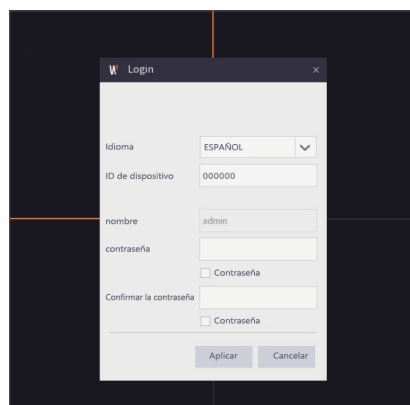 W Login ×
Idioma ESPAÑOL
ID de dispositivo 000000
nombre admin
contraseña
Contraseña
Confirmar la contraseña
Contraseña
Aplicar Cancelar